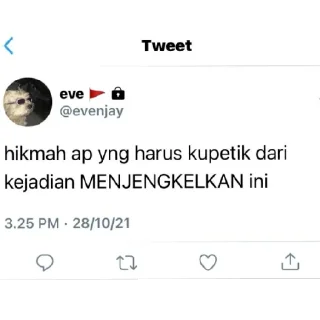 Tweet
eve 🚩 🔒
@evenjay
hikmah ap yng harus kupetik dari
kejadian MENJENGKELKAN ini
3.25 PM · 28/10/21